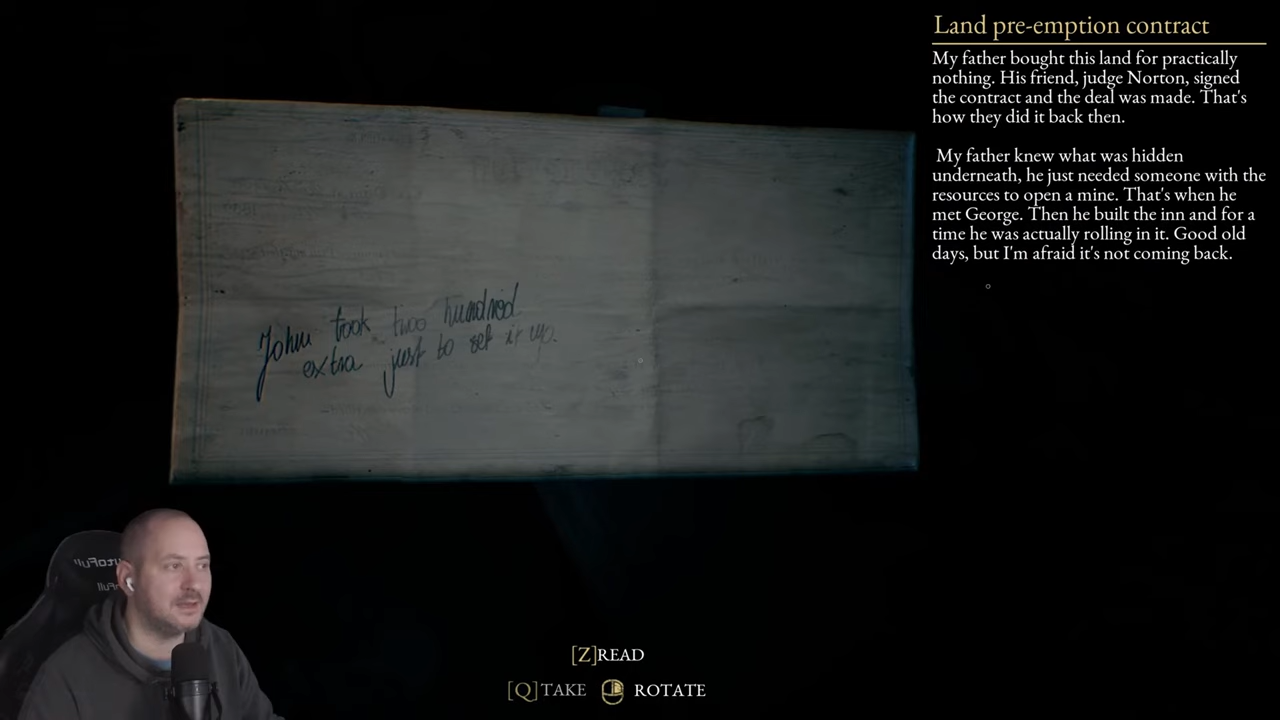 Land pre-emption contract
My father bought this land for practically
nothing. His friend, judge Norton, signed
the contract and the deal was made. That's
how they did it back then.
My father knew what was hidden
underneath, he just needed someone with the
resources to open a mine. That's when he
met George. Then he built the inn and for a
time he was actually rolling in it. Good old
days, but I'm afraid it's not coming back.
John took two hundred
extra just to set it up.
[Z]READ
[Q]TAKE ROTATE